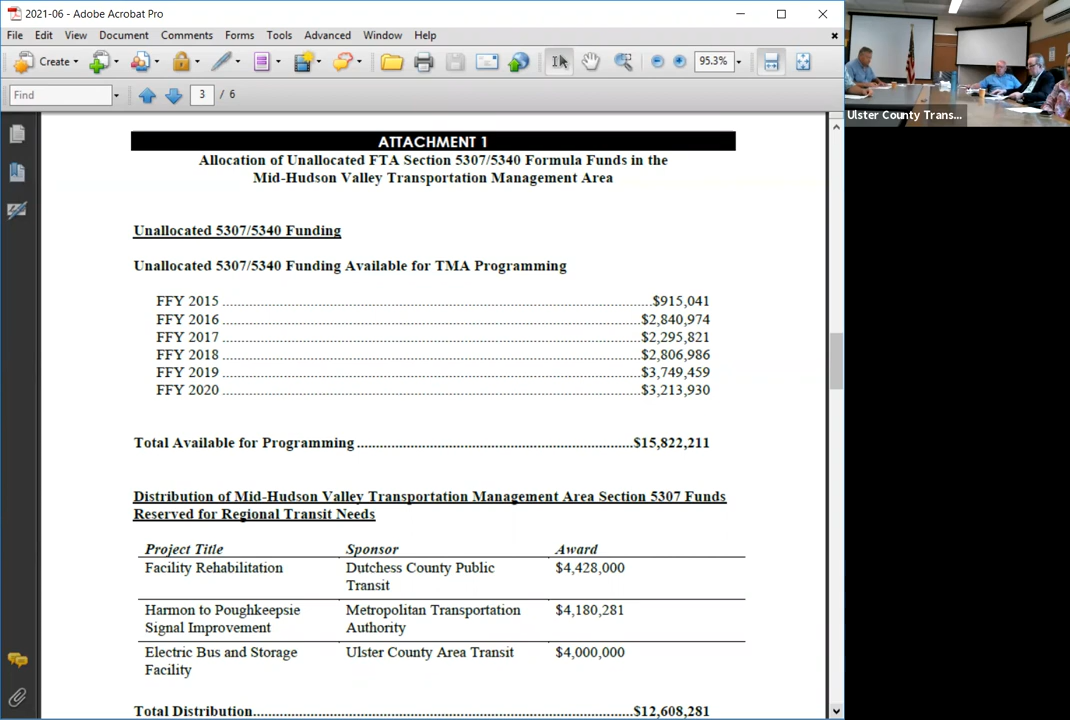 2021-06 - Adobe Acrobat Pro
File Edit View Document Comments Forms Tools Advanced Window Help
Create 95.3%
Find 3 / 6
Ulster County Trans...
ATTACHMENT 1
Allocation of Unallocated FTA Section 5307/5340 Formula Funds in the
Mid-Hudson Valley Transportation Management Area
Unallocated 5307/5340 Funding
Unallocated 5307/5340 Funding Available for TMA Programming
FFY 2015 ........................................................................ $915,041
FFY 2016 ........................................................................ $2,840,974
FFY 2017 ........................................................................ $2,295,821
FFY 2018 ........................................................................ $2,806,986
FFY 2019 ........................................................................ $3,749,459
FFY 2020 ........................................................................ $3,213,930
Total Available for Programming ........................................................ $15,822,211
Distribution of Mid-Hudson Valley Transportation Management Area Section 5307 Funds
Reserved for Regional Transit Needs
Project Title Sponsor Award
Facility Rehabilitation Dutchess County Public $4,428,000
Transit
Harmon to Poughkeepsie Metropolitan Transportation $4,180,281
Signal Improvement Authority
Electric Bus and Storage Ulster County Area Transit $4,000,000
Facility
Total Distribution........................................................................ $12,608,281